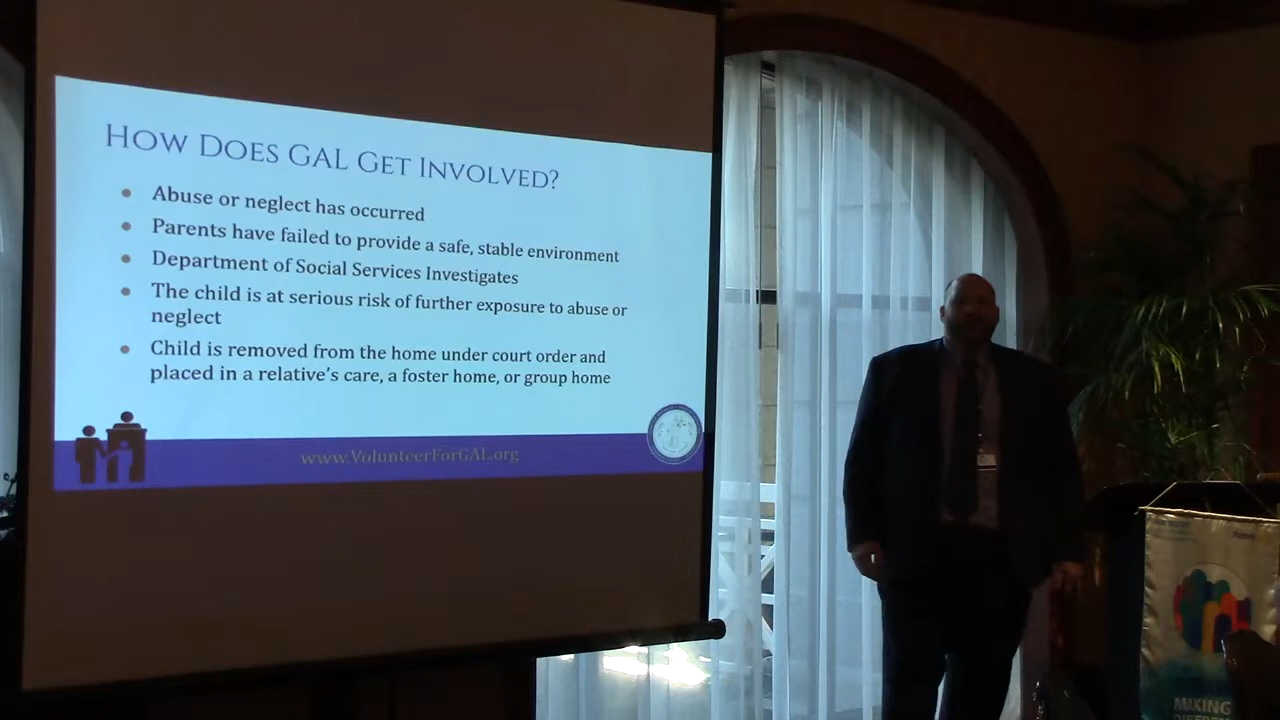 How Does GAL Get Involved?
Abuse or neglect has occurred
Parents have failed to provide a safe, stable environment
Department of Social Services Investigates
The child is at serious risk of further exposure to abuse or
neglect
Child is removed from the home under court order and
placed in a relative's care, a foster home, or group home
www.VolunteerForGAL.org
MAKING